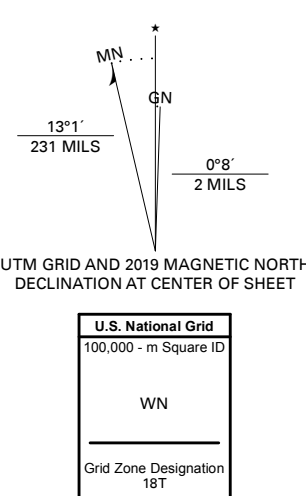 ★
MN
GN
13°1´
231 MILS
0°8´
2 MILS
UTM GRID AND 2019 MAGNETIC NORTH
DECLINATION AT CENTER OF SHEET
U.S. National Grid
100,000 - m Square ID
WN
Grid Zone Designation
18T